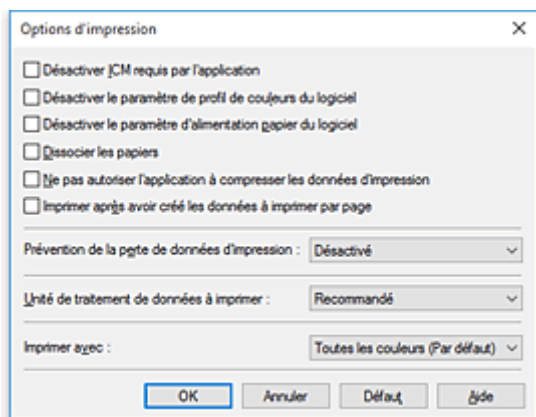 Options d'impression
Désactiver ICM requis par l'application
Désactiver le paramètre de profil de couleurs du logiciel
Désactiver le paramètre d'alimentation papier du logiciel
Dissocier les papiers
Ne pas autoriser l'application à compresser les données d'impression
Imprimer après avoir créé les données à imprimer par page
Prévention de la perte de données d'impression : Désactivé
Unité de traitement de données à imprimer : Recommandé
Imprimer avec : Toutes les couleurs (Par défaut)
OK Annuler Défaut Aide